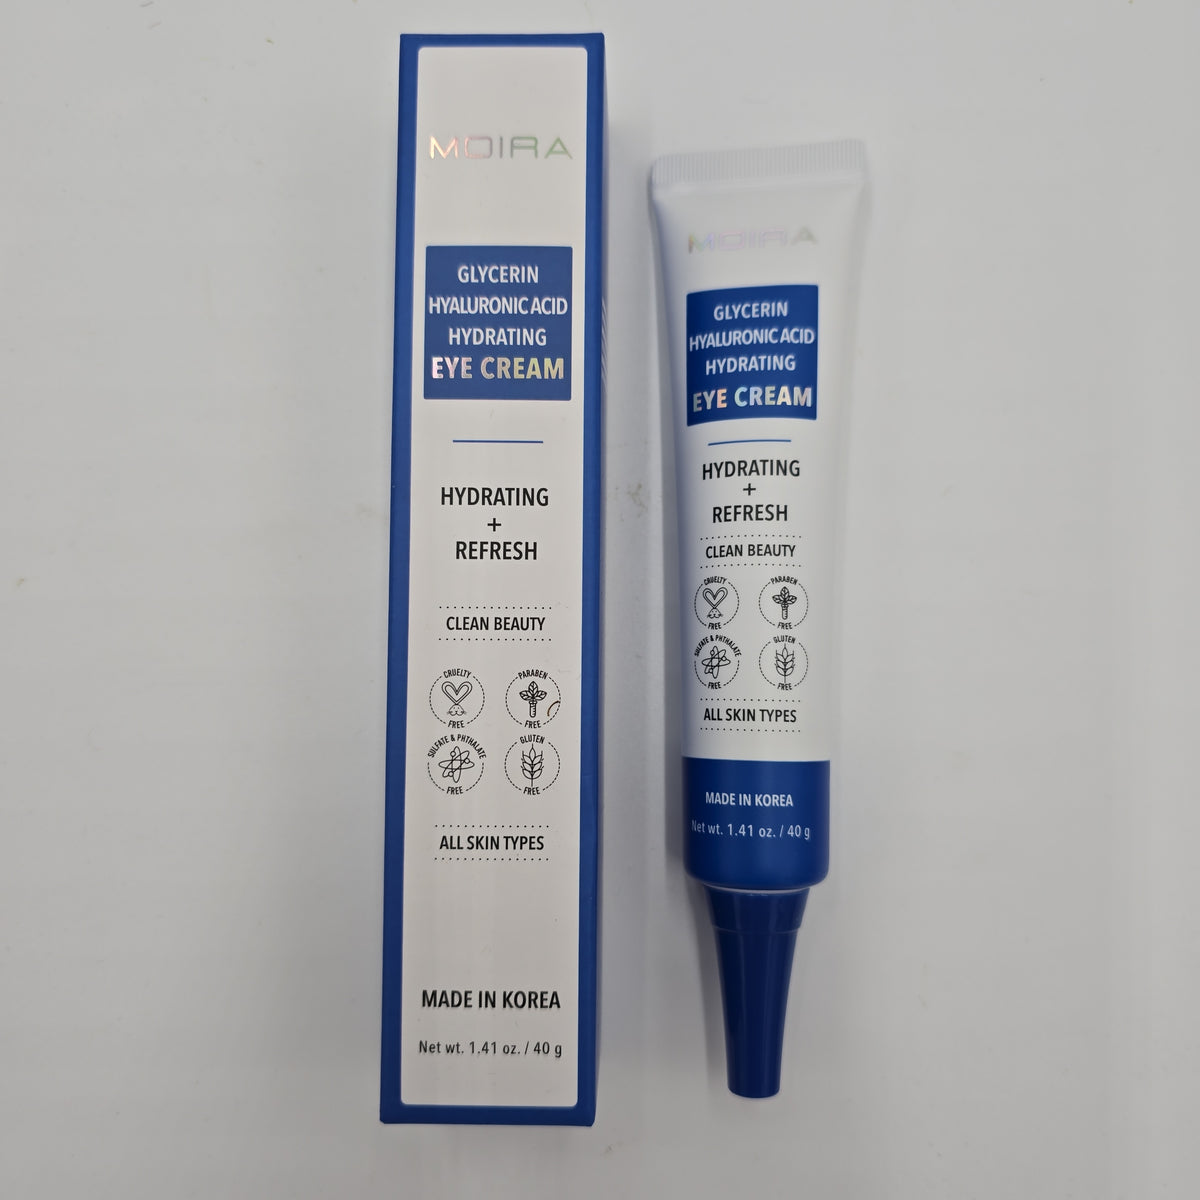 MOIRA
GLYCERIN
HYALURONIC ACID
HYDRATING
EYE CREAM
HYDRATING
+
REFRESH
CLEAN BEAUTY
CRUELTY
FREE
PARABEN
FREE
SULFATE & PHTHALATE
FREE
GLUTEN
FREE
ALL SKIN TYPES
MADE IN KOREA
Net wt. 1.41 oz. / 40 g
MOIRA
GLYCERIN
HYALURONIC ACID
HYDRATING
EYE CREAM
HYDRATING
+
REFRESH
CLEAN BEAUTY
CRUELTY
FREE
PARABEN
FREE
SULFATE & PHTHALATE
FREE
GLUTEN
FREE
ALL SKIN TYPES
MADE IN KOREA
Net wt. 1.41 oz. / 40 g